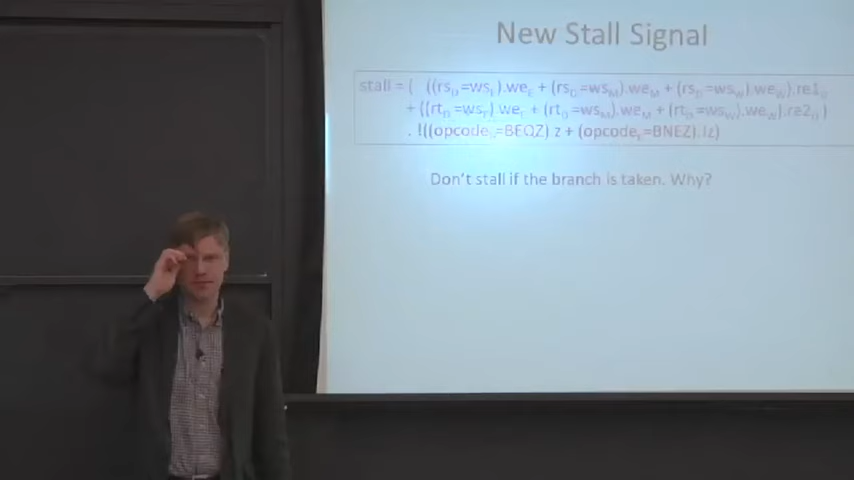 New Stall Signal
stall = ( ((rs_D =ws_E).we_E + (rs_D =ws_M).we_M + (rs_D =ws_W).we_W).re1_D
+ ((rt_D =ws_E).we_E + (rt_D =ws_M).we_M + (rt_D =ws_W).we_W).re2_D )
. !((opcode_E=BEQZ).z + (opcode_E=BNEZ).!z)
Don't stall if the branch is taken. Why?